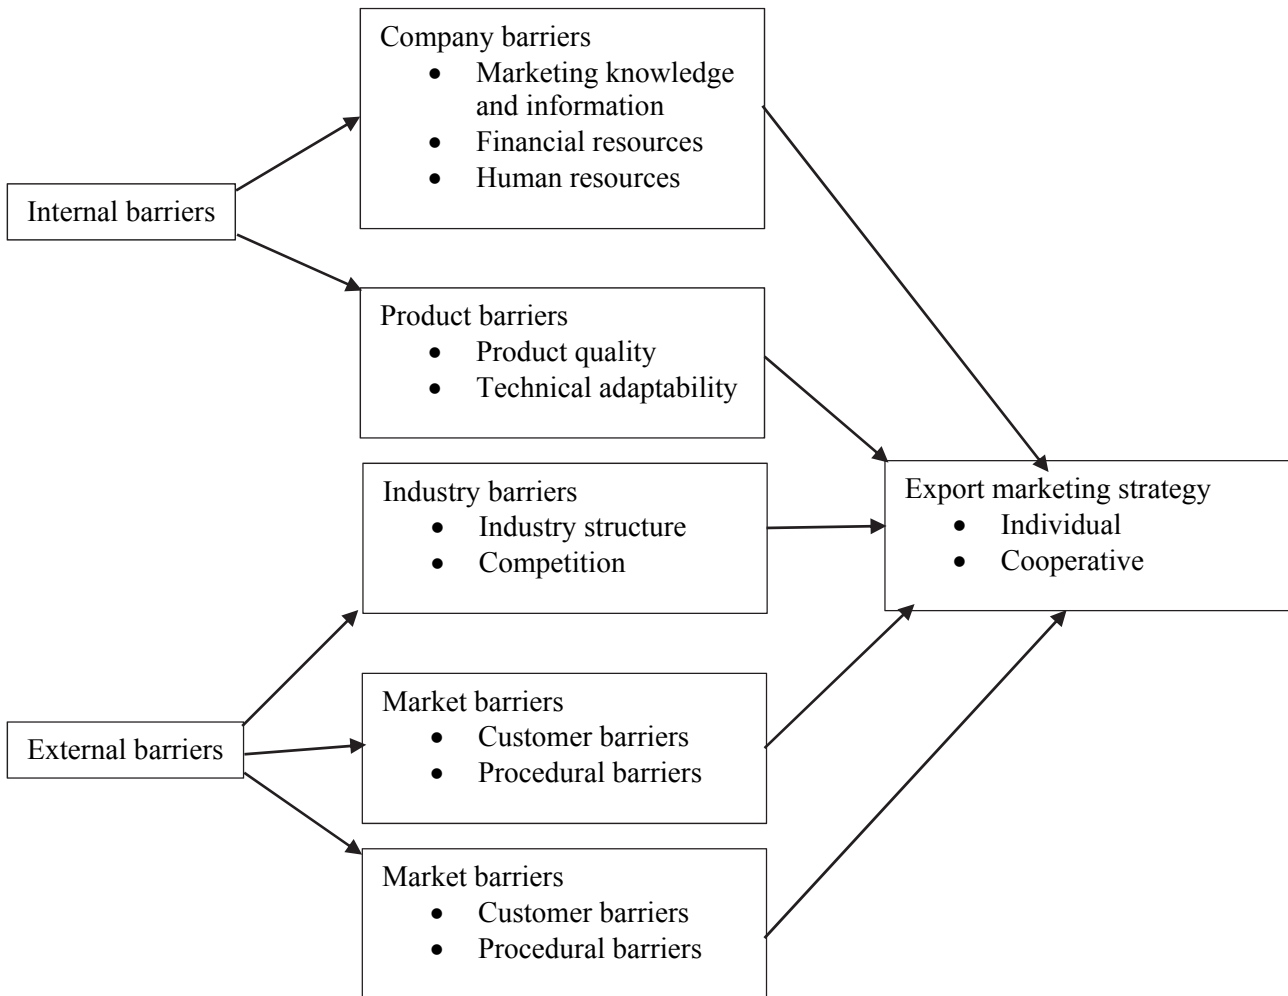 Company barriers
• Marketing knowledge
and information
• Financial resources
• Human resources
Internal barriers
Product barriers
• Product quality
• Technical adaptability
Industry barriers
• Industry structure
• Competition
Export marketing strategy
• Individual
• Cooperative
Market barriers
• Customer barriers
• Procedural barriers
External barriers
Market barriers
• Customer barriers
• Procedural barriers